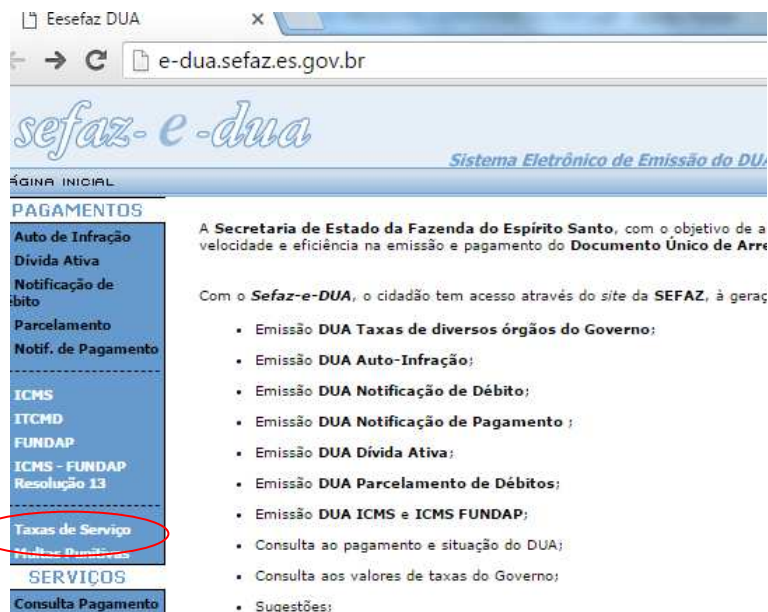 Eesefaz DUA
e-dua.sefaz.es.gov.br
sefaz-e-dua
Sistema Eletrônico de Emissão do DUA
ÁGINA INICIAL
PAGAMENTOS
Auto de Infração
Dívida Ativa
Notificação de
ébito
Parcelamento
Notif. de Pagamento
ICMS
ITCMD
FUNDAP
ICMS - FUNDAP
Resolução 13
Taxas de Serviço
Multas Punitivas
SERVIÇOS
Consulta Pagamento
A Secretaria de Estado da Fazenda do Espírito Santo, com o objetivo de a
velocidade e eficiência na emissão e pagamento do Documento Único de Arre
Com o Sefaz-e-DUA, o cidadão tem acesso através do site da SEFAZ, à geraç
• Emissão DUA Taxas de diversos órgãos do Governo;
• Emissão DUA Auto-Infração;
• Emissão DUA Notificação de Débito;
• Emissão DUA Notificação de Pagamento ;
• Emissão DUA Dívida Ativa;
• Emissão DUA Parcelamento de Débitos;
• Emissão DUA ICMS e ICMS FUNDAP;
• Consulta ao pagamento e situação do DUA;
• Consulta aos valores de taxas do Governo;
• Sugestões;